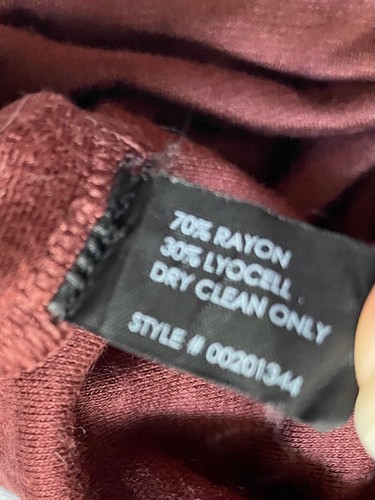 70% RAYON
30% LYOCELL
DRY CLEAN ONLY
STYLE # 00201344